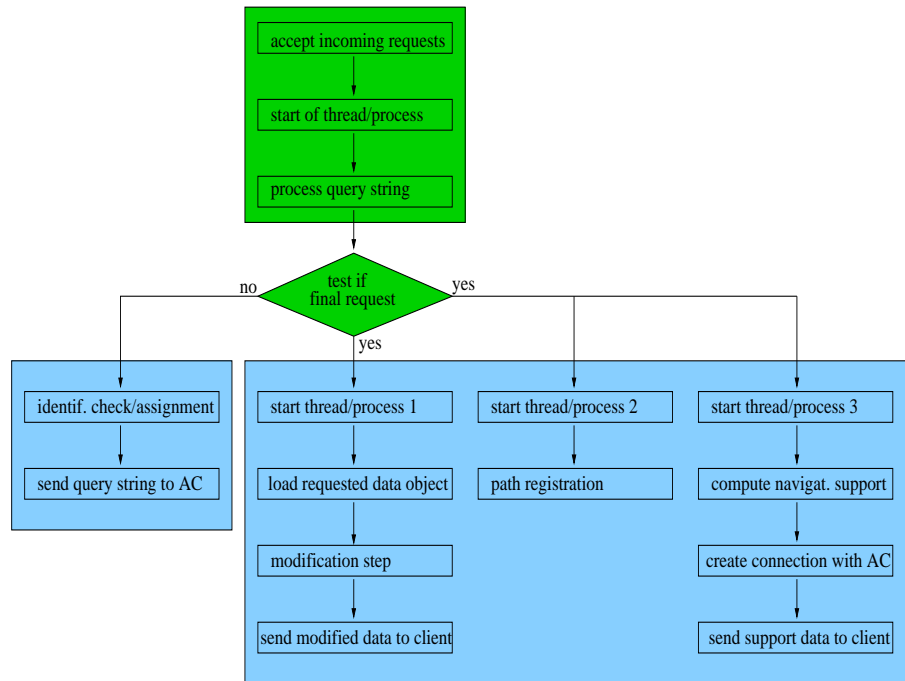 accept incoming requests
start of thread/process
process query string
test if
final request
no
yes
yes
identif. check/assignment
send query string to AC
start thread/process 1
load requested data object
modification step
send modified data to client
start thread/process 2
path registration
start thread/process 3
compute navigat. support
create connection with AC
send support data to client